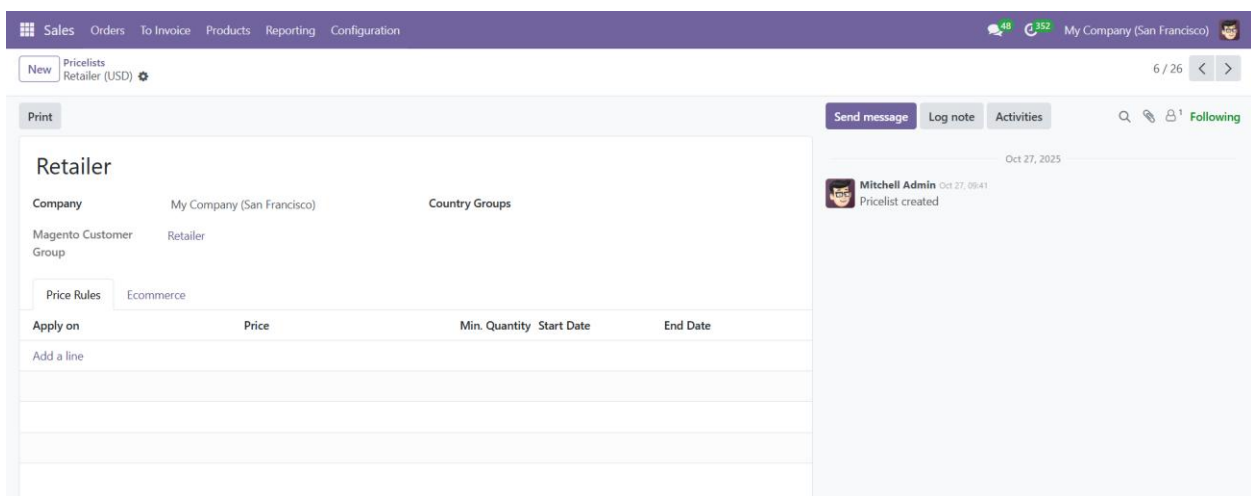 Sales Orders To Invoice Products Reporting Configuration 48 352 My Company (San Francisco)
New Pricelists
Retailer (USD) 6 / 26
Print Send message Log note Activities 1 Following
Oct 27, 2025
Retailer
Mitchell Admin Oct 27, 09:41
Pricelist created
Company My Company (San Francisco) Country Groups
Magento Customer Group Retailer
Price Rules Ecommerce
Apply on Price Min. Quantity Start Date End Date
Add a line